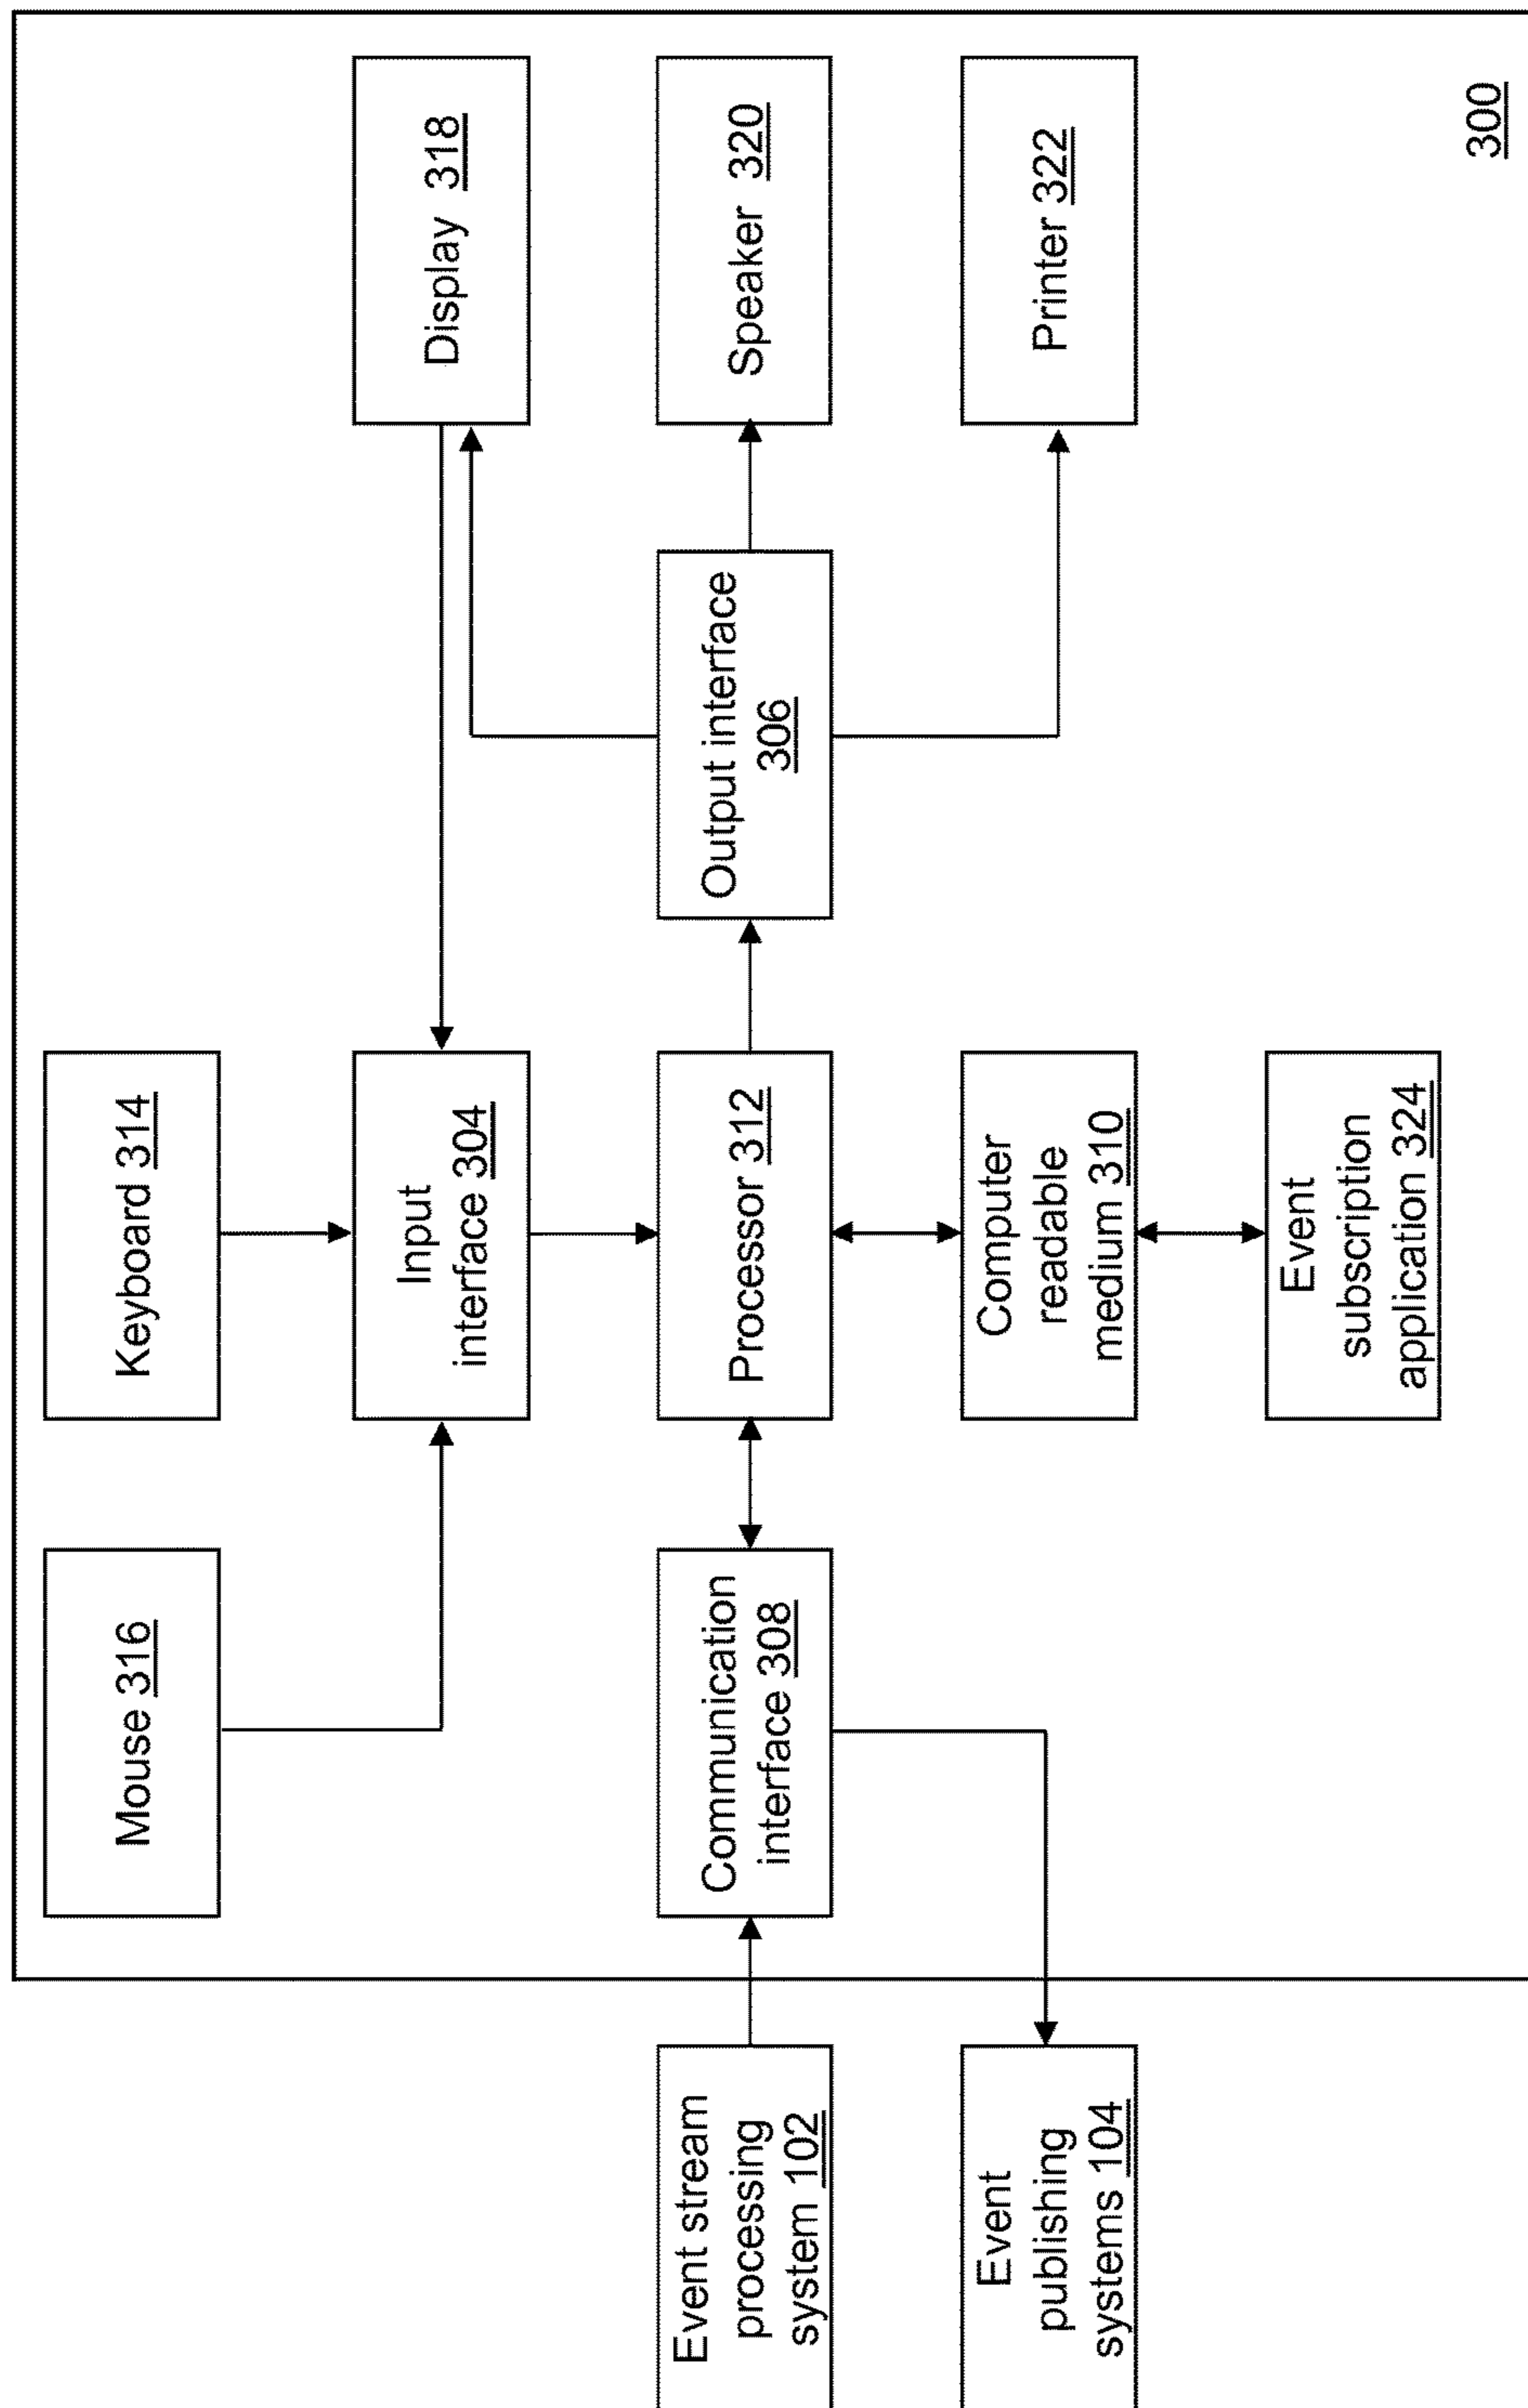 Mouse 316
Keyboard 314
Input
interface 304
Display 318
Event stream
processing
system 102
Communication
interface 308
Processor 312
Output interface
306
Speaker 320
Event
publishing
systems 104
Computer
readable
medium 310
Printer 322
Event
subscription
application 324
300